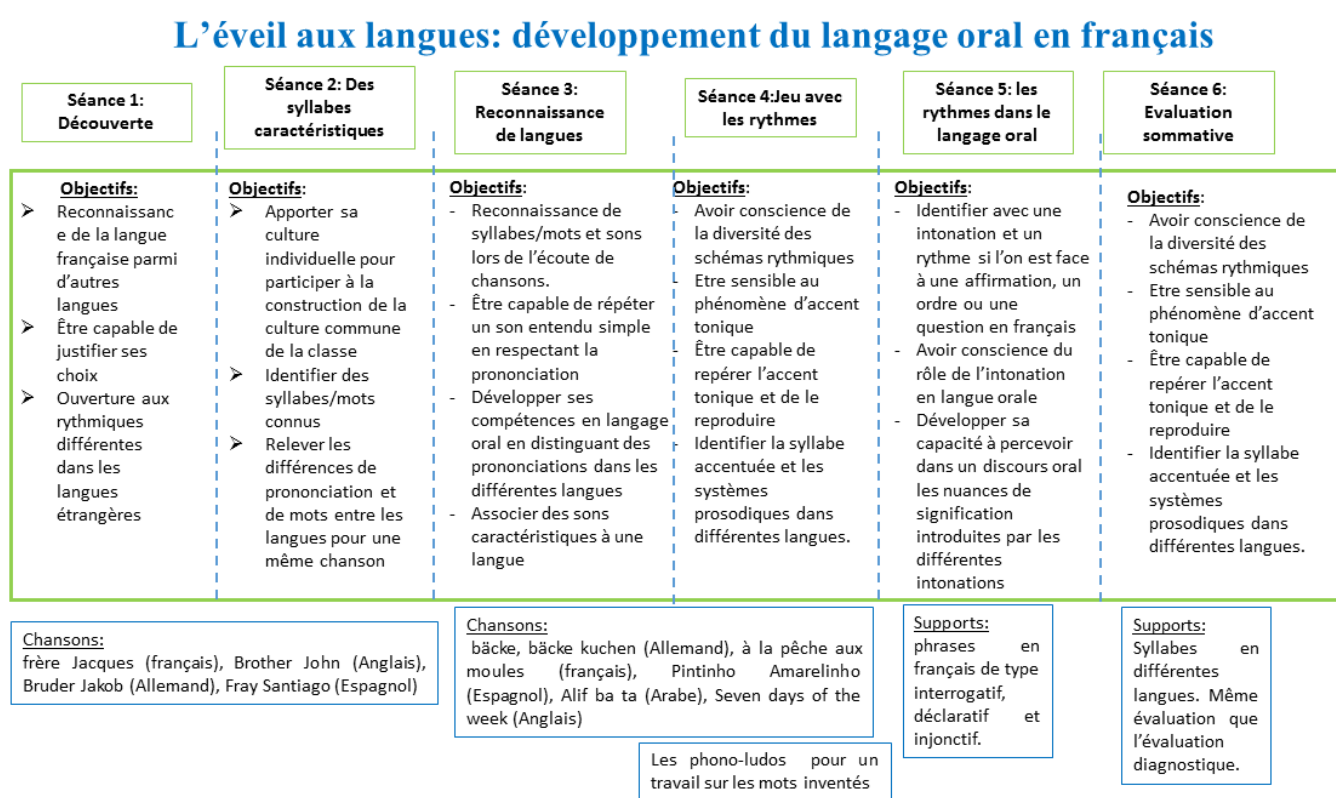 L’éveil aux langues: développement du langage oral en français
Séance 1:
Découverte
Séance 2: Des
syllabes
caractéristiques
Séance 3:
Reconnaissance
de langues
Séance 4:Jeu avec
les rythmes
Séance 5: les
rythmes dans le
langage oral
Séance 6:
Evaluation
sommative
Objectifs:
➢ Reconnaissanc
e de la langue
française parmi
d’autres
langues
➢ Être capable de
justifier ses
choix
➢ Ouverture aux
rythmiques
différentes
dans les
langues
étrangères
Objectifs:
➢ Apporter sa
culture
individuelle pour
participer à la
construction de la
culture commune
de la classe
➢ Identifier des
syllabes/mots
connus
➢ Relever les
différences de
prononciation et
de mots entre les
langues pour une
même chanson
Objectifs:
- Reconnaissance de
syllabes/mots et sons
lors de l’écoute de
chansons.
- Être capable de répéter
un son entendu simple
en respectant la
prononciation
- Développer ses
compétences en langage
oral en distinguant des
prononciations dans les
différentes langues
- Associer des sons
caractéristiques à une
langue
Objectifs:
- Avoir conscience de
la diversité des
schémas rythmiques
- Etre sensible au
phénomène d’accent
tonique
- Être capable de
repérer l’accent
tonique et de le
reproduire
- Identifier la syllabe
accentuée et les
systèmes
prosodiques dans
différentes langues.
Objectifs:
- Identifier avec une
intonation et un
rythme si l’on est face
à une affirmation, un
ordre ou une
question en français
- Avoir conscience du
rôle de l’intonation
en langue orale
- Développer sa
capacité à percevoir
dans un discours oral
les nuances de
signification
introduites par les
différentes
intonations
Objectifs:
- Avoir conscience de
la diversité des
schémas rythmiques
- Etre sensible au
phénomène d’accent
tonique
- Être capable de
repérer l’accent
tonique et de le
reproduire
- Identifier la syllabe
accentuée et les
systèmes
prosodiques dans
différentes langues.
Chansons:
frère Jacques (français), Brother John (Anglais),
Bruder Jakob (Allemand), Fray Santiago (Espagnol)
Chansons:
bäcke, bäcke kuchen (Allemand), à la pêche aux
moules (français), Pintinho Amarelinho
(Espagnol), Alif ba ta (Arabe), Seven days of the
week (Anglais)
Les phono-ludos pour un
travail sur les mots inventés
Supports:
phrases en
français de type
interrogatif,
déclaratif et
injonctif.
Supports:
Syllabes en
différentes
langues. Même
évaluation que
l’évaluation
diagnostique.